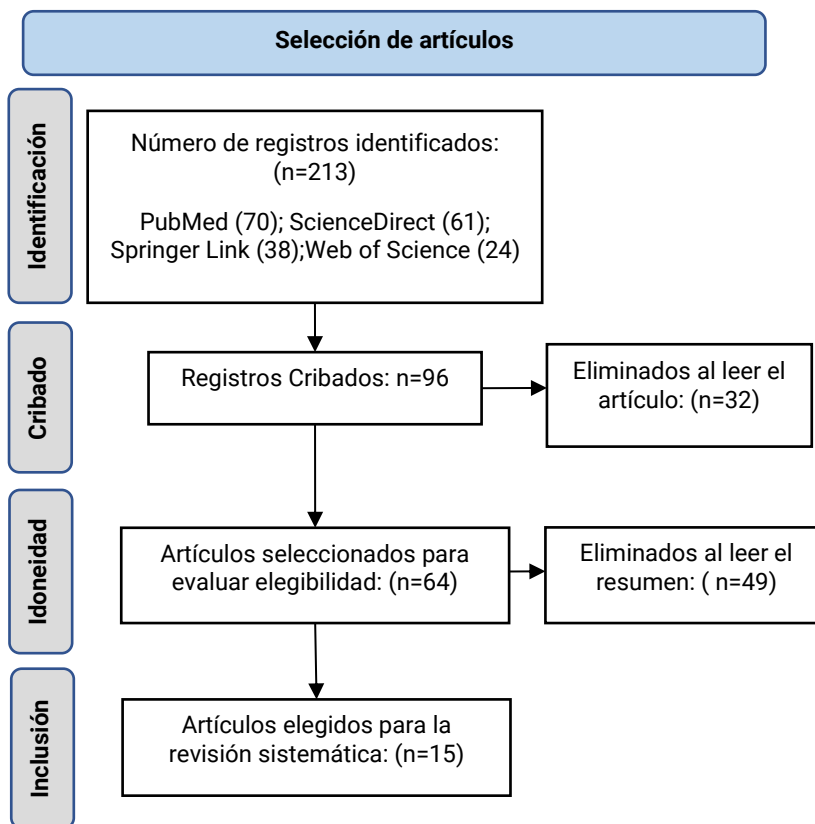 Selección de artículos
Identificación
Número de registros identificados:
(n=213)
PubMed (70); ScienceDirect (61);
Springer Link (38);Web of Science (24)
Cribado
Registros Cribados: n=96
Eliminados al leer el
artículo: (n=32)
Idoneidad
Artículos seleccionados para
evaluar elegibilidad: (n=64)
Eliminados al leer el
resumen: ( n=49)
Inclusión
Artículos elegidos para la
revisión sistemática: (n=15)